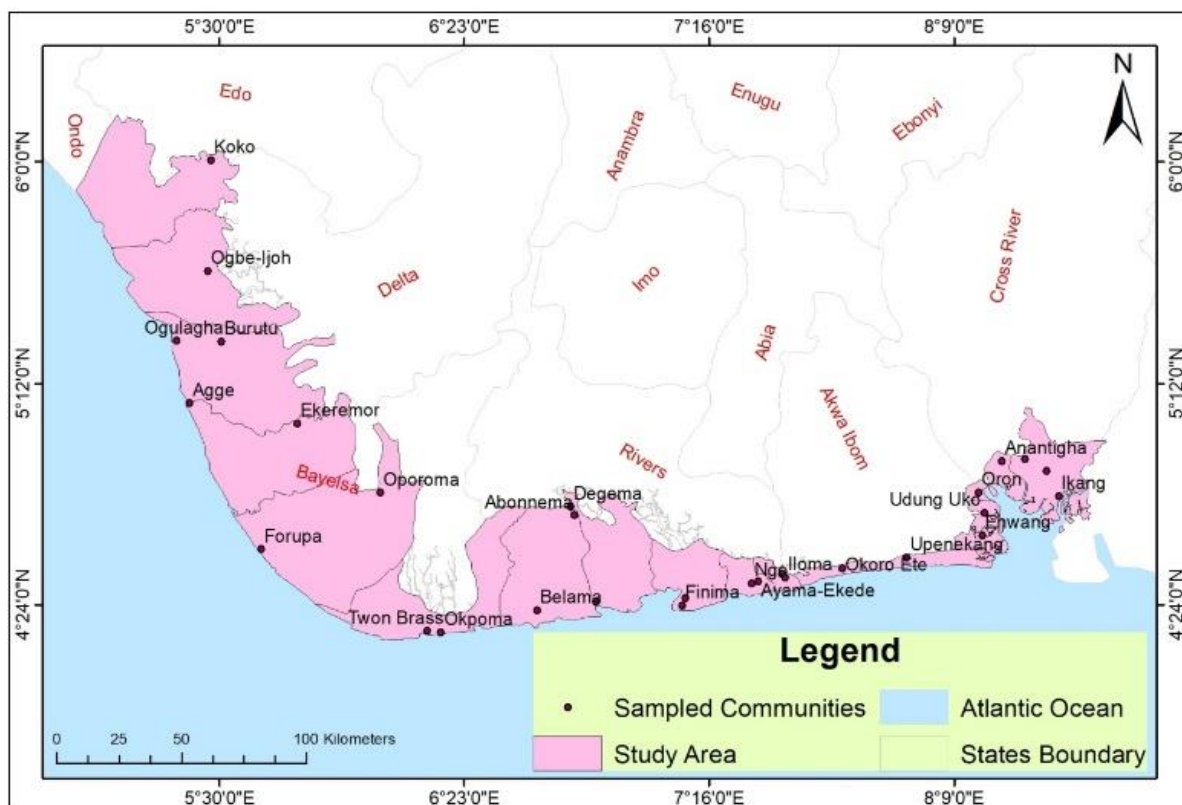 5°30'0"E
6°23'0"E
7°16'0"E
8°9'0"E
N
Edo
Enugu
Ebonyi
Ondo
Anambra
Koko
6°0'0"N
6°0'0"N
Cross River
Ogbe-Ijoh
Delta
Imo
Ogulagha
Burutu
Abia
5°12'0"N
5°12'0"N
Agge
Ekeremor
Akwa Ibom
Anantigha
Rivers
Bayelsa
Oporoma
Oron
Ikang
Abonnema
Degema
Udung Uko
Ehwang
Forupa
Upenekang
Iloma
Okoro Ete
Ngo
Ayama-Ekede
Finima
Belama
4°24'0"N
4°24'0"N
Twon Brass
Okpoma
Legend
Sampled Communities
Atlantic Ocean
Study Area
States Boundary
0 25 50 100 Kilometers
5°30'0"E
6°23'0"E
7°16'0"E
8°9'0"E